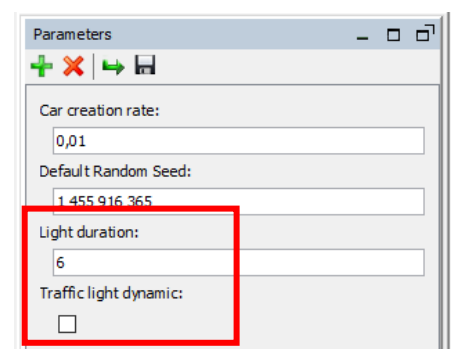 Parameters
Car creation rate:
0,01
Default Random Seed:
1 455 916 365
Light duration:
6
Traffic light dynamic: